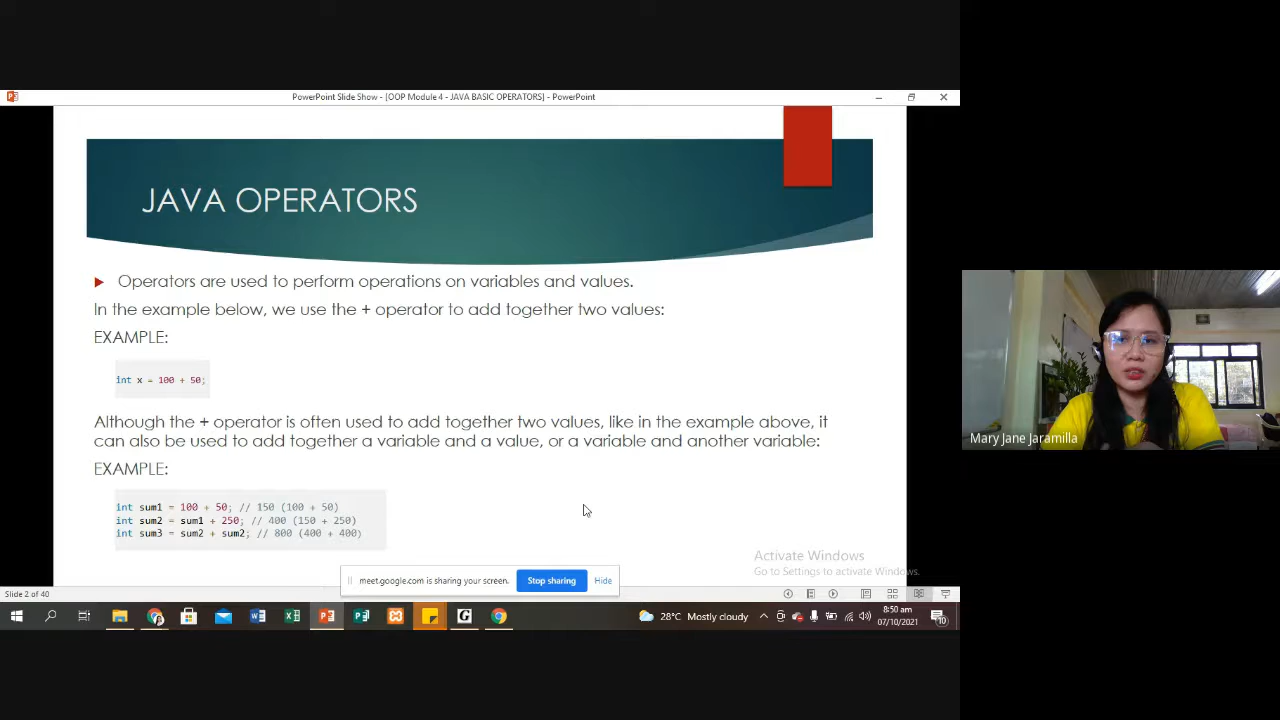 PowerPoint Slide Show - [OOP Module 4 - JAVA BASIC OPERATORS] - PowerPoint
JAVA OPERATORS
Operators are used to perform operations on variables and values.
In the example below, we use the + operator to add together two values:
EXAMPLE:
int x = 100 + 50;
Although the + operator is often used to add together two values, like in the example above, it
can also be used to add together a variable and a value, or a variable and another variable:
EXAMPLE:
int sum1 = 100 + 50; // 150 (100 + 50)
int sum2 = sum1 + 250; // 400 (150 + 250)
int sum3 = sum2 + sum2; // 800 (400 + 400)
Activate Windows
Go to Settings to activate Windows.
meet.google.com is sharing your screen.
Stop sharing
Hide
Slide 2 of 40
28°C Mostly cloudy
8:50 am
07/10/2021
10
Mary Jane Jaramilla